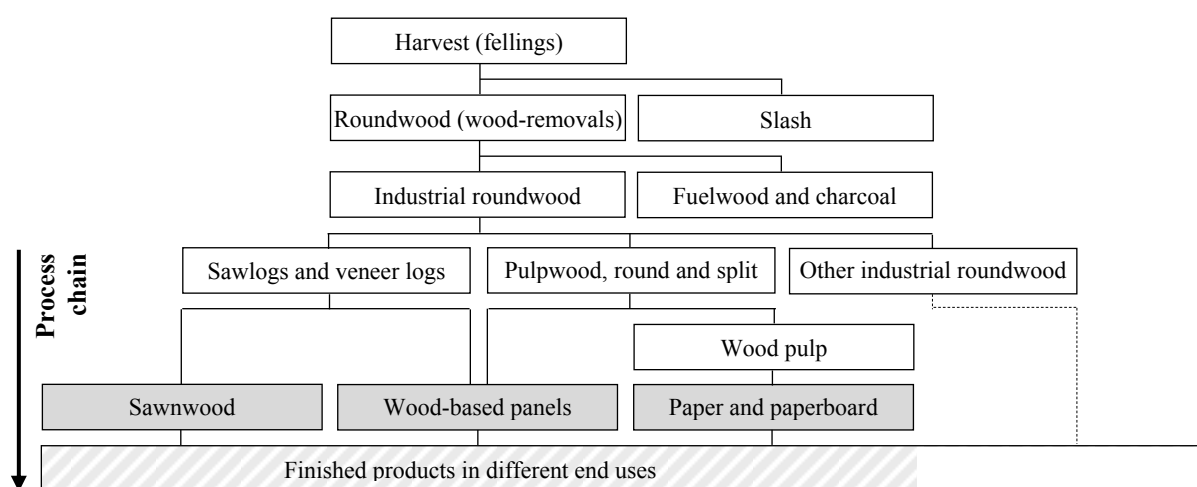 Harvest (fellings)
Roundwood (wood-removals)
Slash
Industrial roundwood
Fuelwood and charcoal
Process
chain
Sawlogs and veneer logs
Pulpwood, round and split
Other industrial roundwood
Wood pulp
Sawnwood
Wood-based panels
Paper and paperboard
Finished products in different end uses